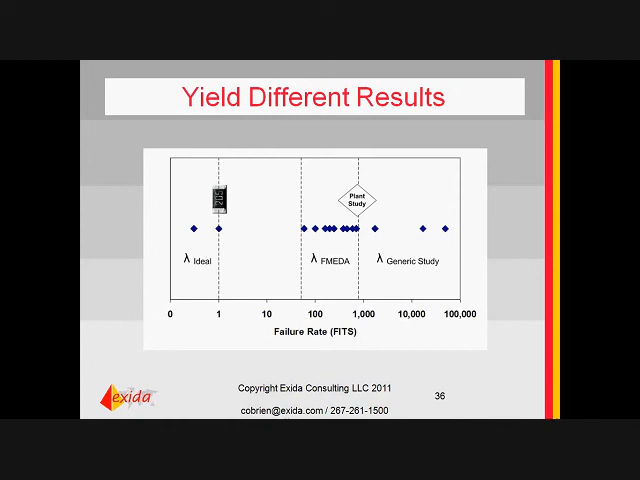 Yield Different Results
205
Plant
Study
λ Ideal
λ FMEDA
λ Generic Study
0 1 10 100 1,000 10,000 100,000
Failure Rate (FITS)
exida
Copyright Exida Consulting LLC 2011
cobrien@exida.com / 267-261-1500
36